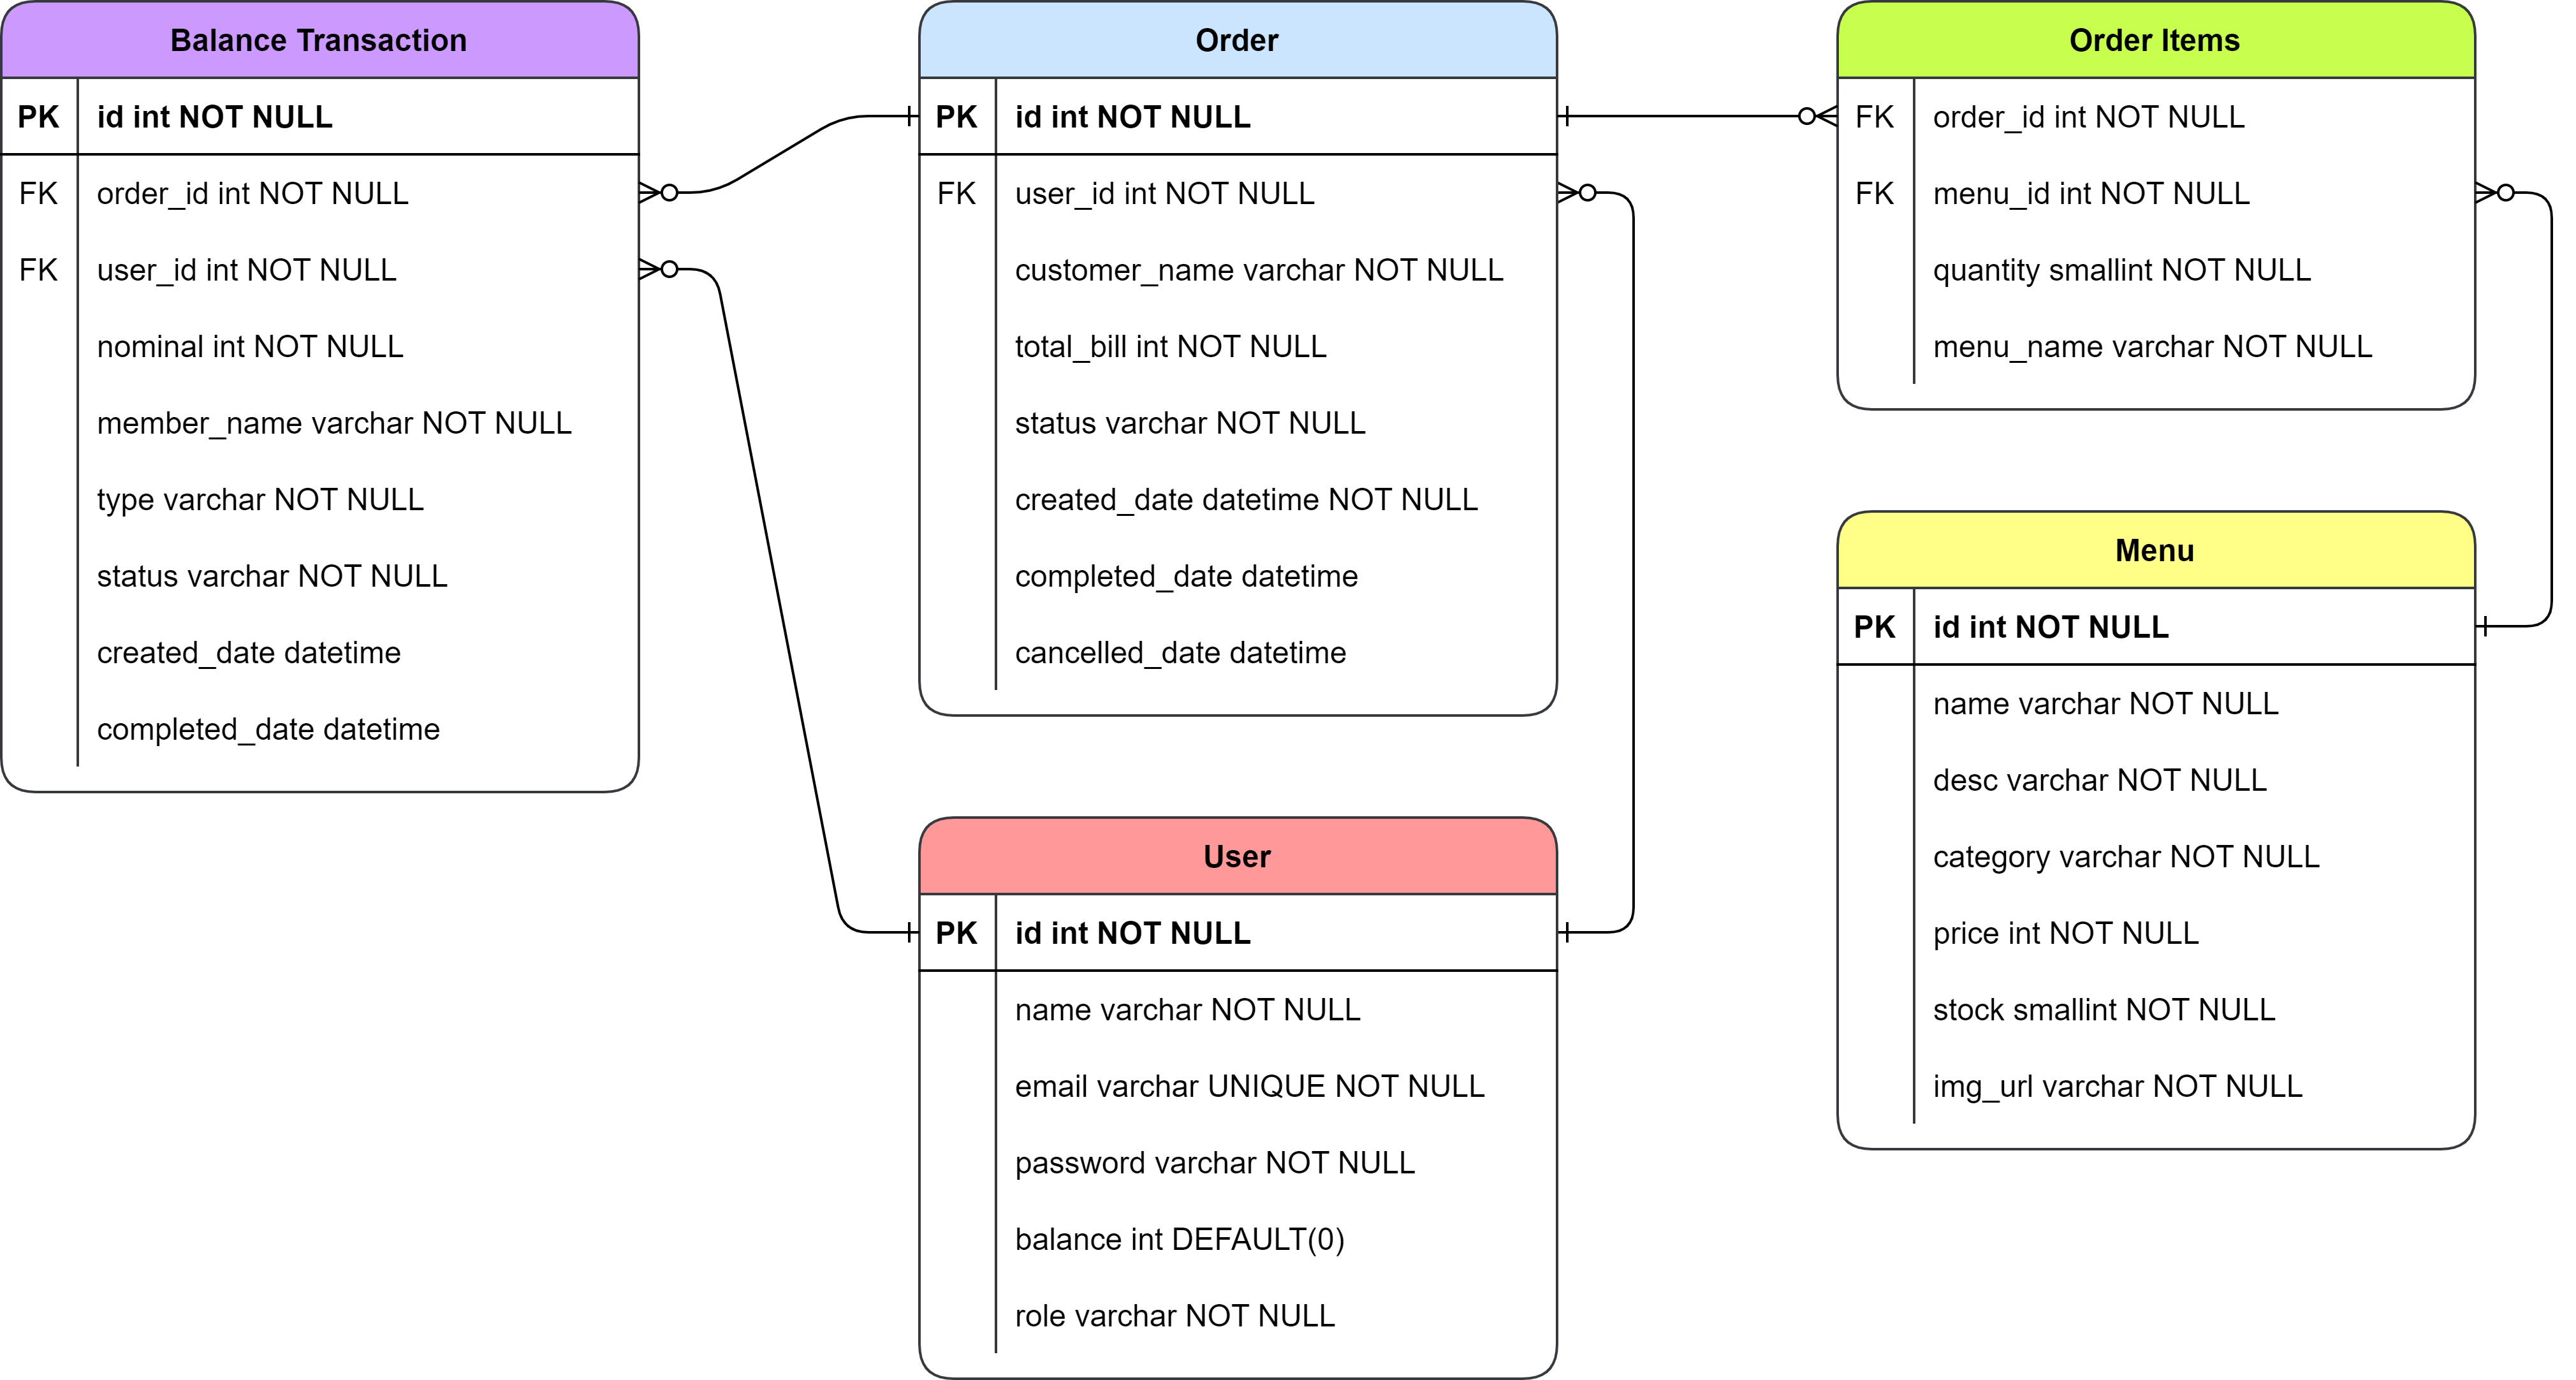 Balance Transaction
PK id int NOT NULL
FK order_id int NOT NULL
FK user_id int NOT NULL
nominal int NOT NULL
member_name varchar NOT NULL
type varchar NOT NULL
status varchar NOT NULL
created_date datetime
completed_date datetime
Order
PK id int NOT NULL
FK user_id int NOT NULL
customer_name varchar NOT NULL
total_bill int NOT NULL
status varchar NOT NULL
created_date datetime NOT NULL
completed_date datetime
cancelled_date datetime
User
PK id int NOT NULL
name varchar NOT NULL
email varchar UNIQUE NOT NULL
password varchar NOT NULL
balance int DEFAULT(0)
role varchar NOT NULL
Order Items
FK order_id int NOT NULL
FK menu_id int NOT NULL
quantity smallint NOT NULL
menu_name varchar NOT NULL
Menu
PK id int NOT NULL
name varchar NOT NULL
desc varchar NOT NULL
category varchar NOT NULL
price int NOT NULL
stock smallint NOT NULL
img_url varchar NOT NULL